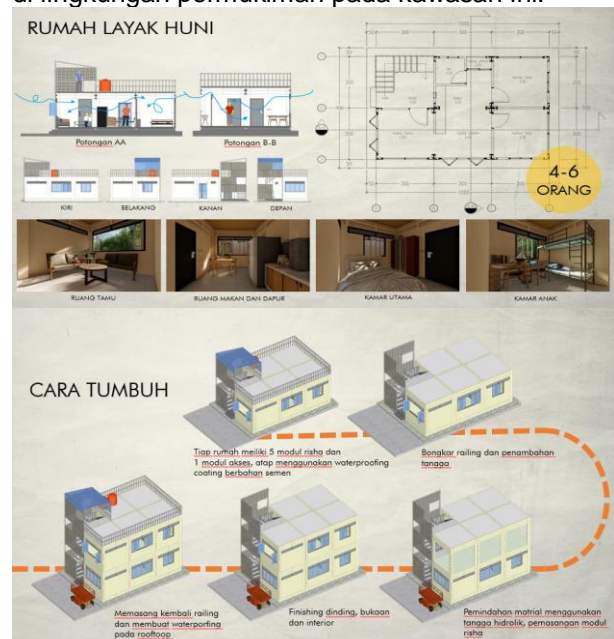 di lingkungan permukiman pada kawasan ini.
RUMAH LAYAK HUNI
Potongan AA
Potongan B-B
KIRI
BELAKANG
KANAN
DEPAN
4-6
ORANG
RUANG TAMU
RUANG MAKAN DAN DAPUR
KAMAR UTAMA
KAMAR ANAK
CARA TUMBUH
Tiap rumah meiliki 5 modul risha dan
1 modul akses, atap menggunakan waterproofing
coating berbahan semen
Bongkar railing dan penambahan
tangga
Memasang kembali railing
dan membuat waterporfing
pada rooftoop
Finishing dinding, bukaan
dan interior
Pemindahan matrial menggunakan
tangga hidrolik, pemasangan modul
risha